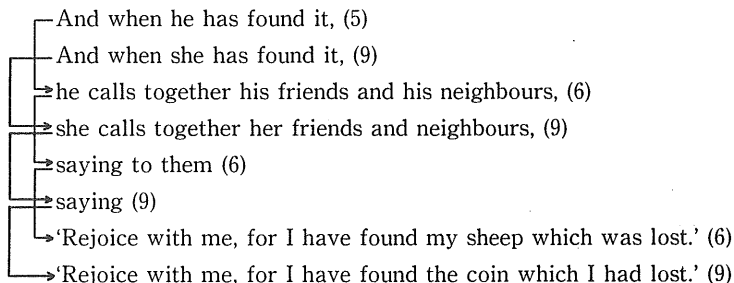 And when he has found it, (5)
And when she has found it, (9)
he calls together his friends and his neighbours, (6)
she calls together her friends and neighbours, (9)
saying to them (6)
saying (9)
‘Rejoice with me, for I have found my sheep which was lost.’ (6)
‘Rejoice with me, for I have found the coin which I had lost.’ (9)